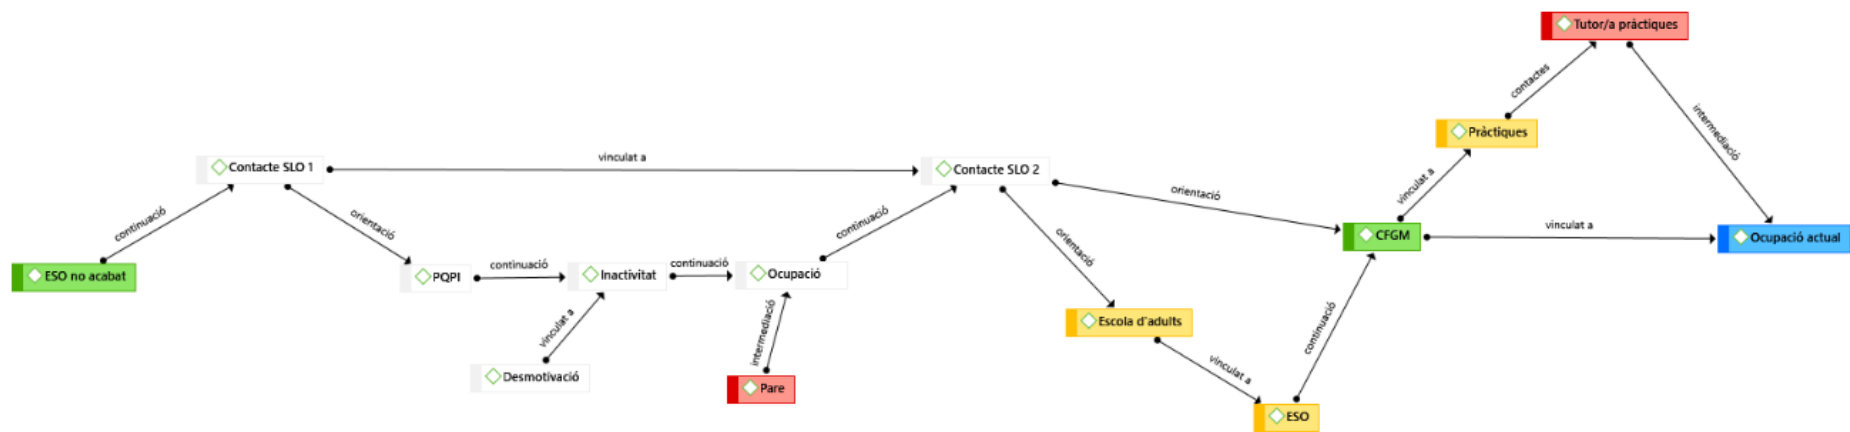 Tutor/a pràctiques
contactes
intermediació
Pràctiques
vinculat a
Contacte SLO 1
vinculat a
Contacte SLO 2
orientació
CFGM
vinculat a
Ocupació actual
continuació
orientació
continuació
orientació
ESO no acabat
PQPI
continuació
Inactivitat
continuació
Ocupació
vinculat a
intermediació
Escola d'adults
continuació
vinculat a
Desmotivació
Pare
ESO